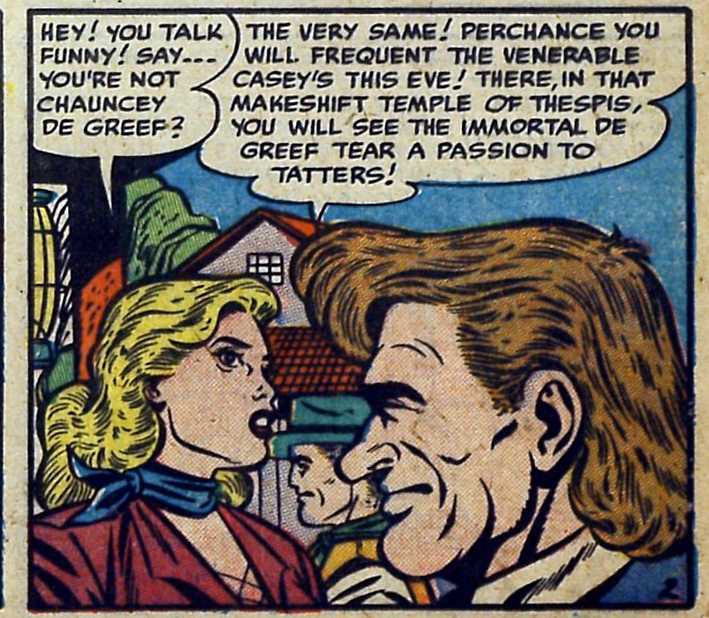 HEY! YOU TALK
FUNNY! SAY---
YOU'RE NOT
CHAUNCEY
DE GREEF?
THE VERY SAME! PERCHANCE YOU
WILL FREQUENT THE VENERABLE
CASEY'S THIS EVE! THERE, IN THAT
MAKESHIFT TEMPLE OF THESPIS,
YOU WILL SEE THE IMMORTAL DE
GREEF TEAR A PASSION TO
TATTERS!
2